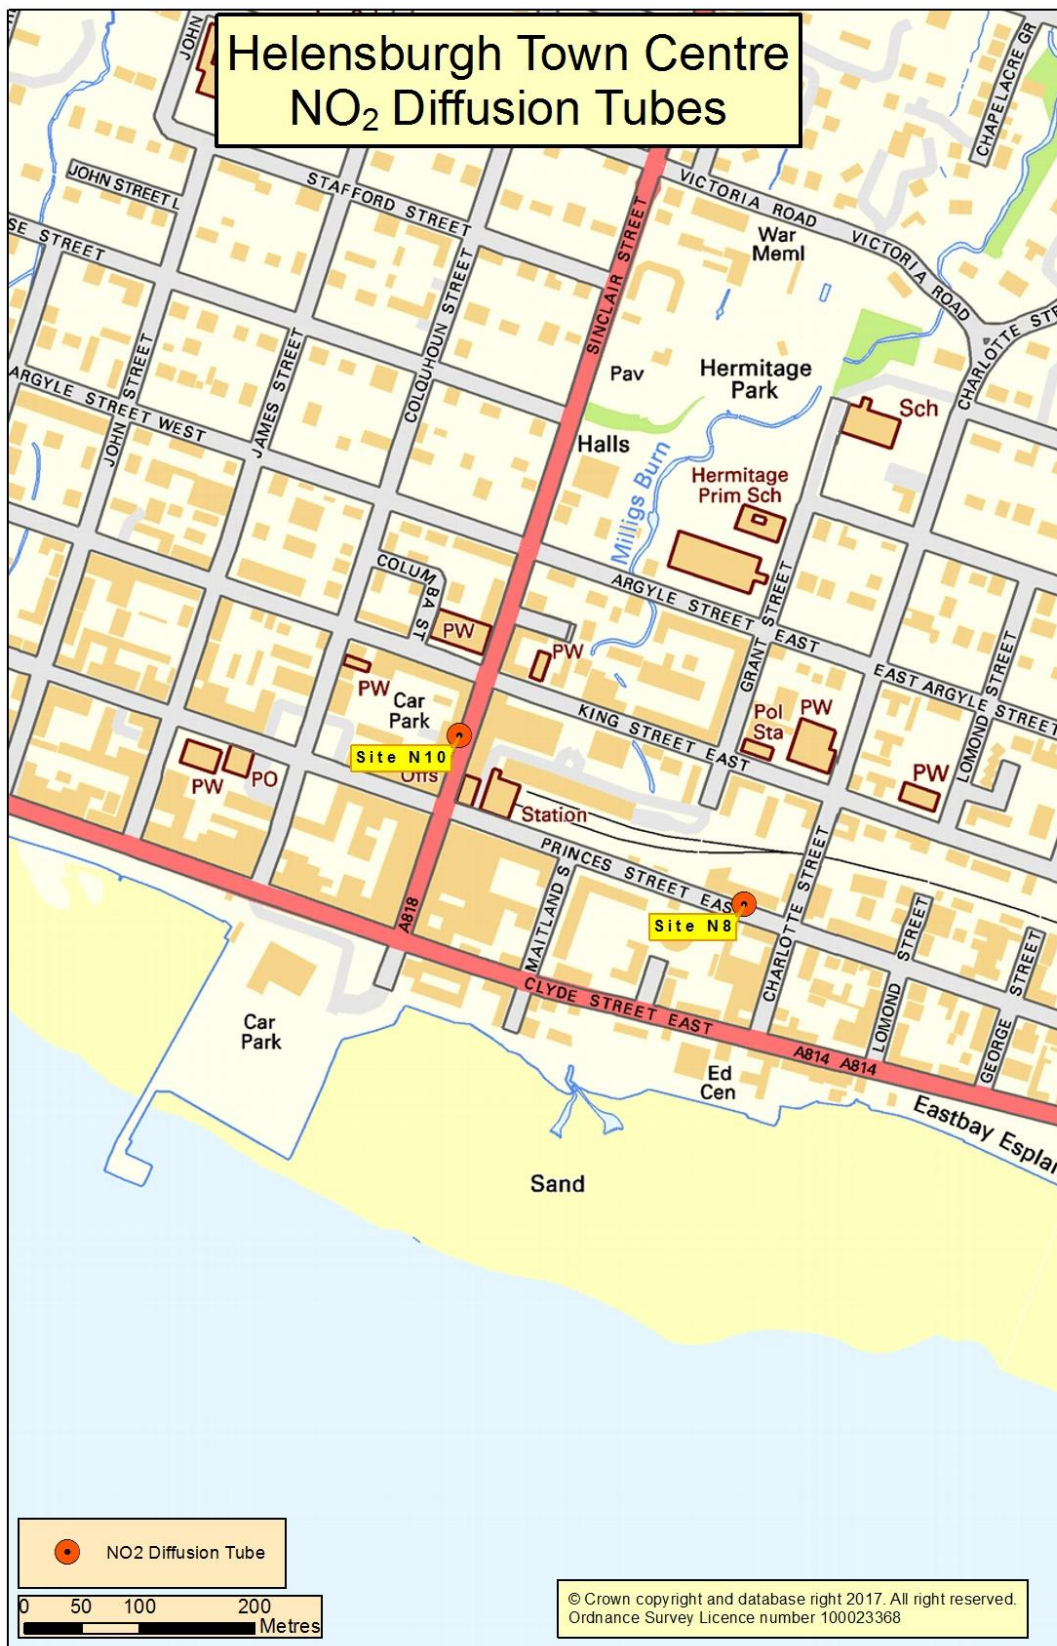 Helensburgh Town Centre
NO₂ Diffusion Tubes
JOHN
CHAPELACRE GR
JOHN STREET L
STAFFORD STREET
VICTORIA ROAD
VICTORIA ROAD
War
Meml
SE STREET
SINCLAIR STREET
COLQUHOUN STREET
CHARLOTTE STR
CHARLOTTE STREET
JOHN STREET
JAMES STREET
Pav
Hermitage
Park
ARGYLE STREET WEST
Sch
Halls
Milligs Burn
Hermitage
Prim Sch
COLUMBA ST
ARGYLE STREET EAST
GRANT STREET
PW
PW
PW
Car
Park
EAST ARGYLE STREET
LOMOND STREET
KING STREET EAST
Pol
Sta
PW
Site N10
Offs
PW
PO
PW
Station
PRINCES STREET EAS
MAITLAND S
CHARLOTTE STREET
A818
Site N8
LOMOND STREET
GEORGE STREET
CLYDE STREET EAST
A814 A814
Car
Park
Ed
Cen
Eastbay Esplan
Sand
NO2 Diffusion Tube
0 50 100 200
Metres
© Crown copyright and database right 2017. All right reserved.
Ordnance Survey Licence number 100023368